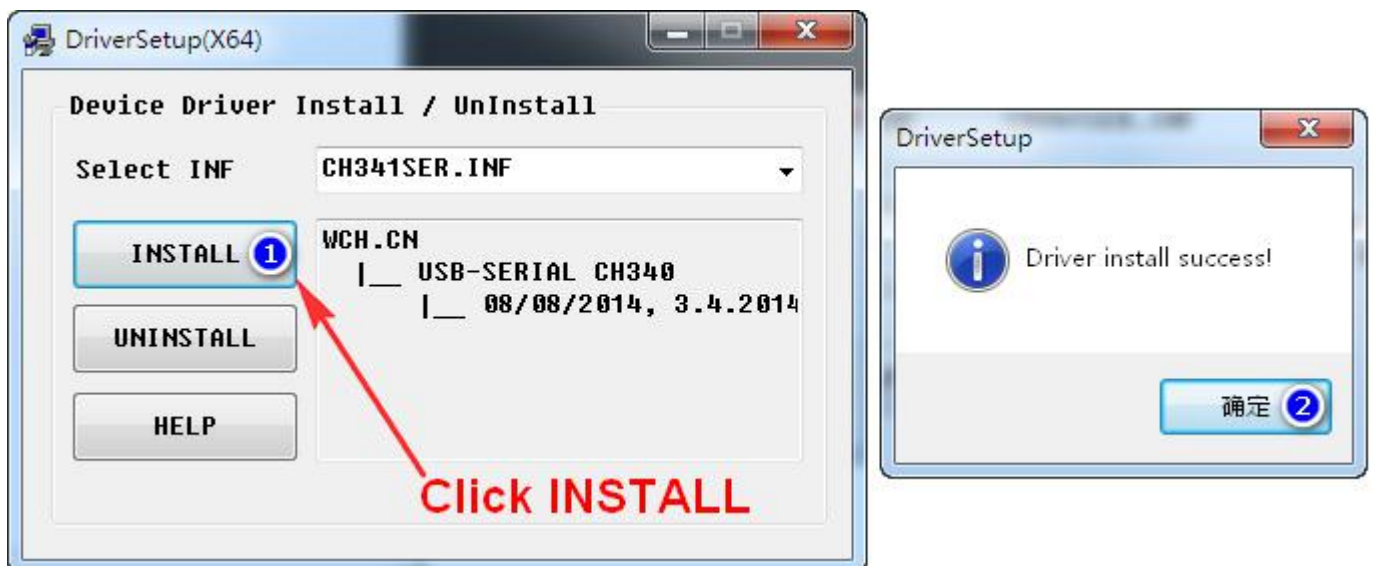 DriverSetup(X64)
Device Driver Install / UnInstall
Select INF
CH341SER.INF
INSTALL 1
UNINSTALL
HELP
WCH.CN
|__ USB-SERIAL CH340
|__ 08/08/2014, 3.4.2014
Click INSTALL
DriverSetup
Driver install success!
确定 2